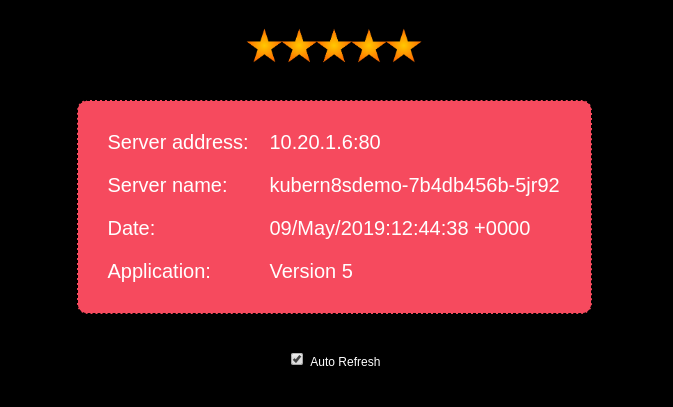 Server address: 10.20.1.6:80
Server name: kubern8sdemo-7b4db456b-5jr92
Date: 09/May/2019:12:44:38 +0000
Application: Version 5
Auto Refresh